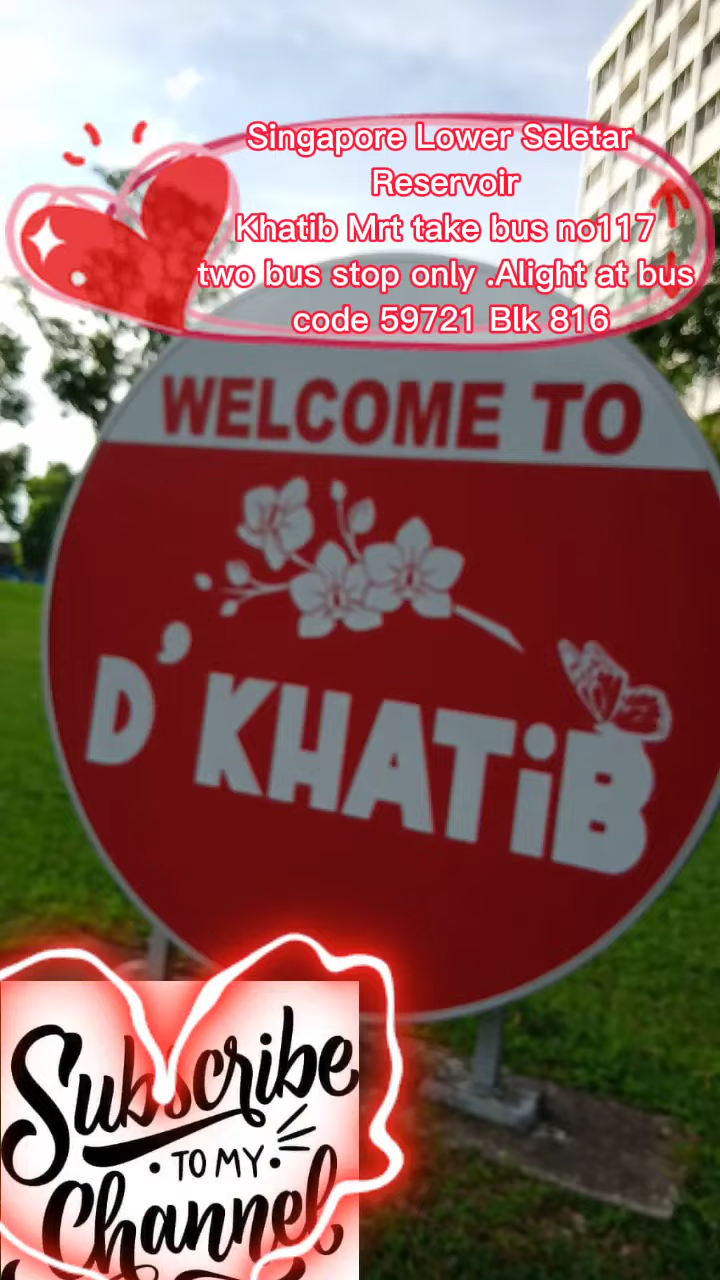 Singapore Lower Seletar
Reservoir
Khatib Mrt take bus no117
two bus stop only .Alight at bus
code 59721 Blk 816
WELCOME TO
D'KHATiB
Subscribe
• TO MY •
Channel